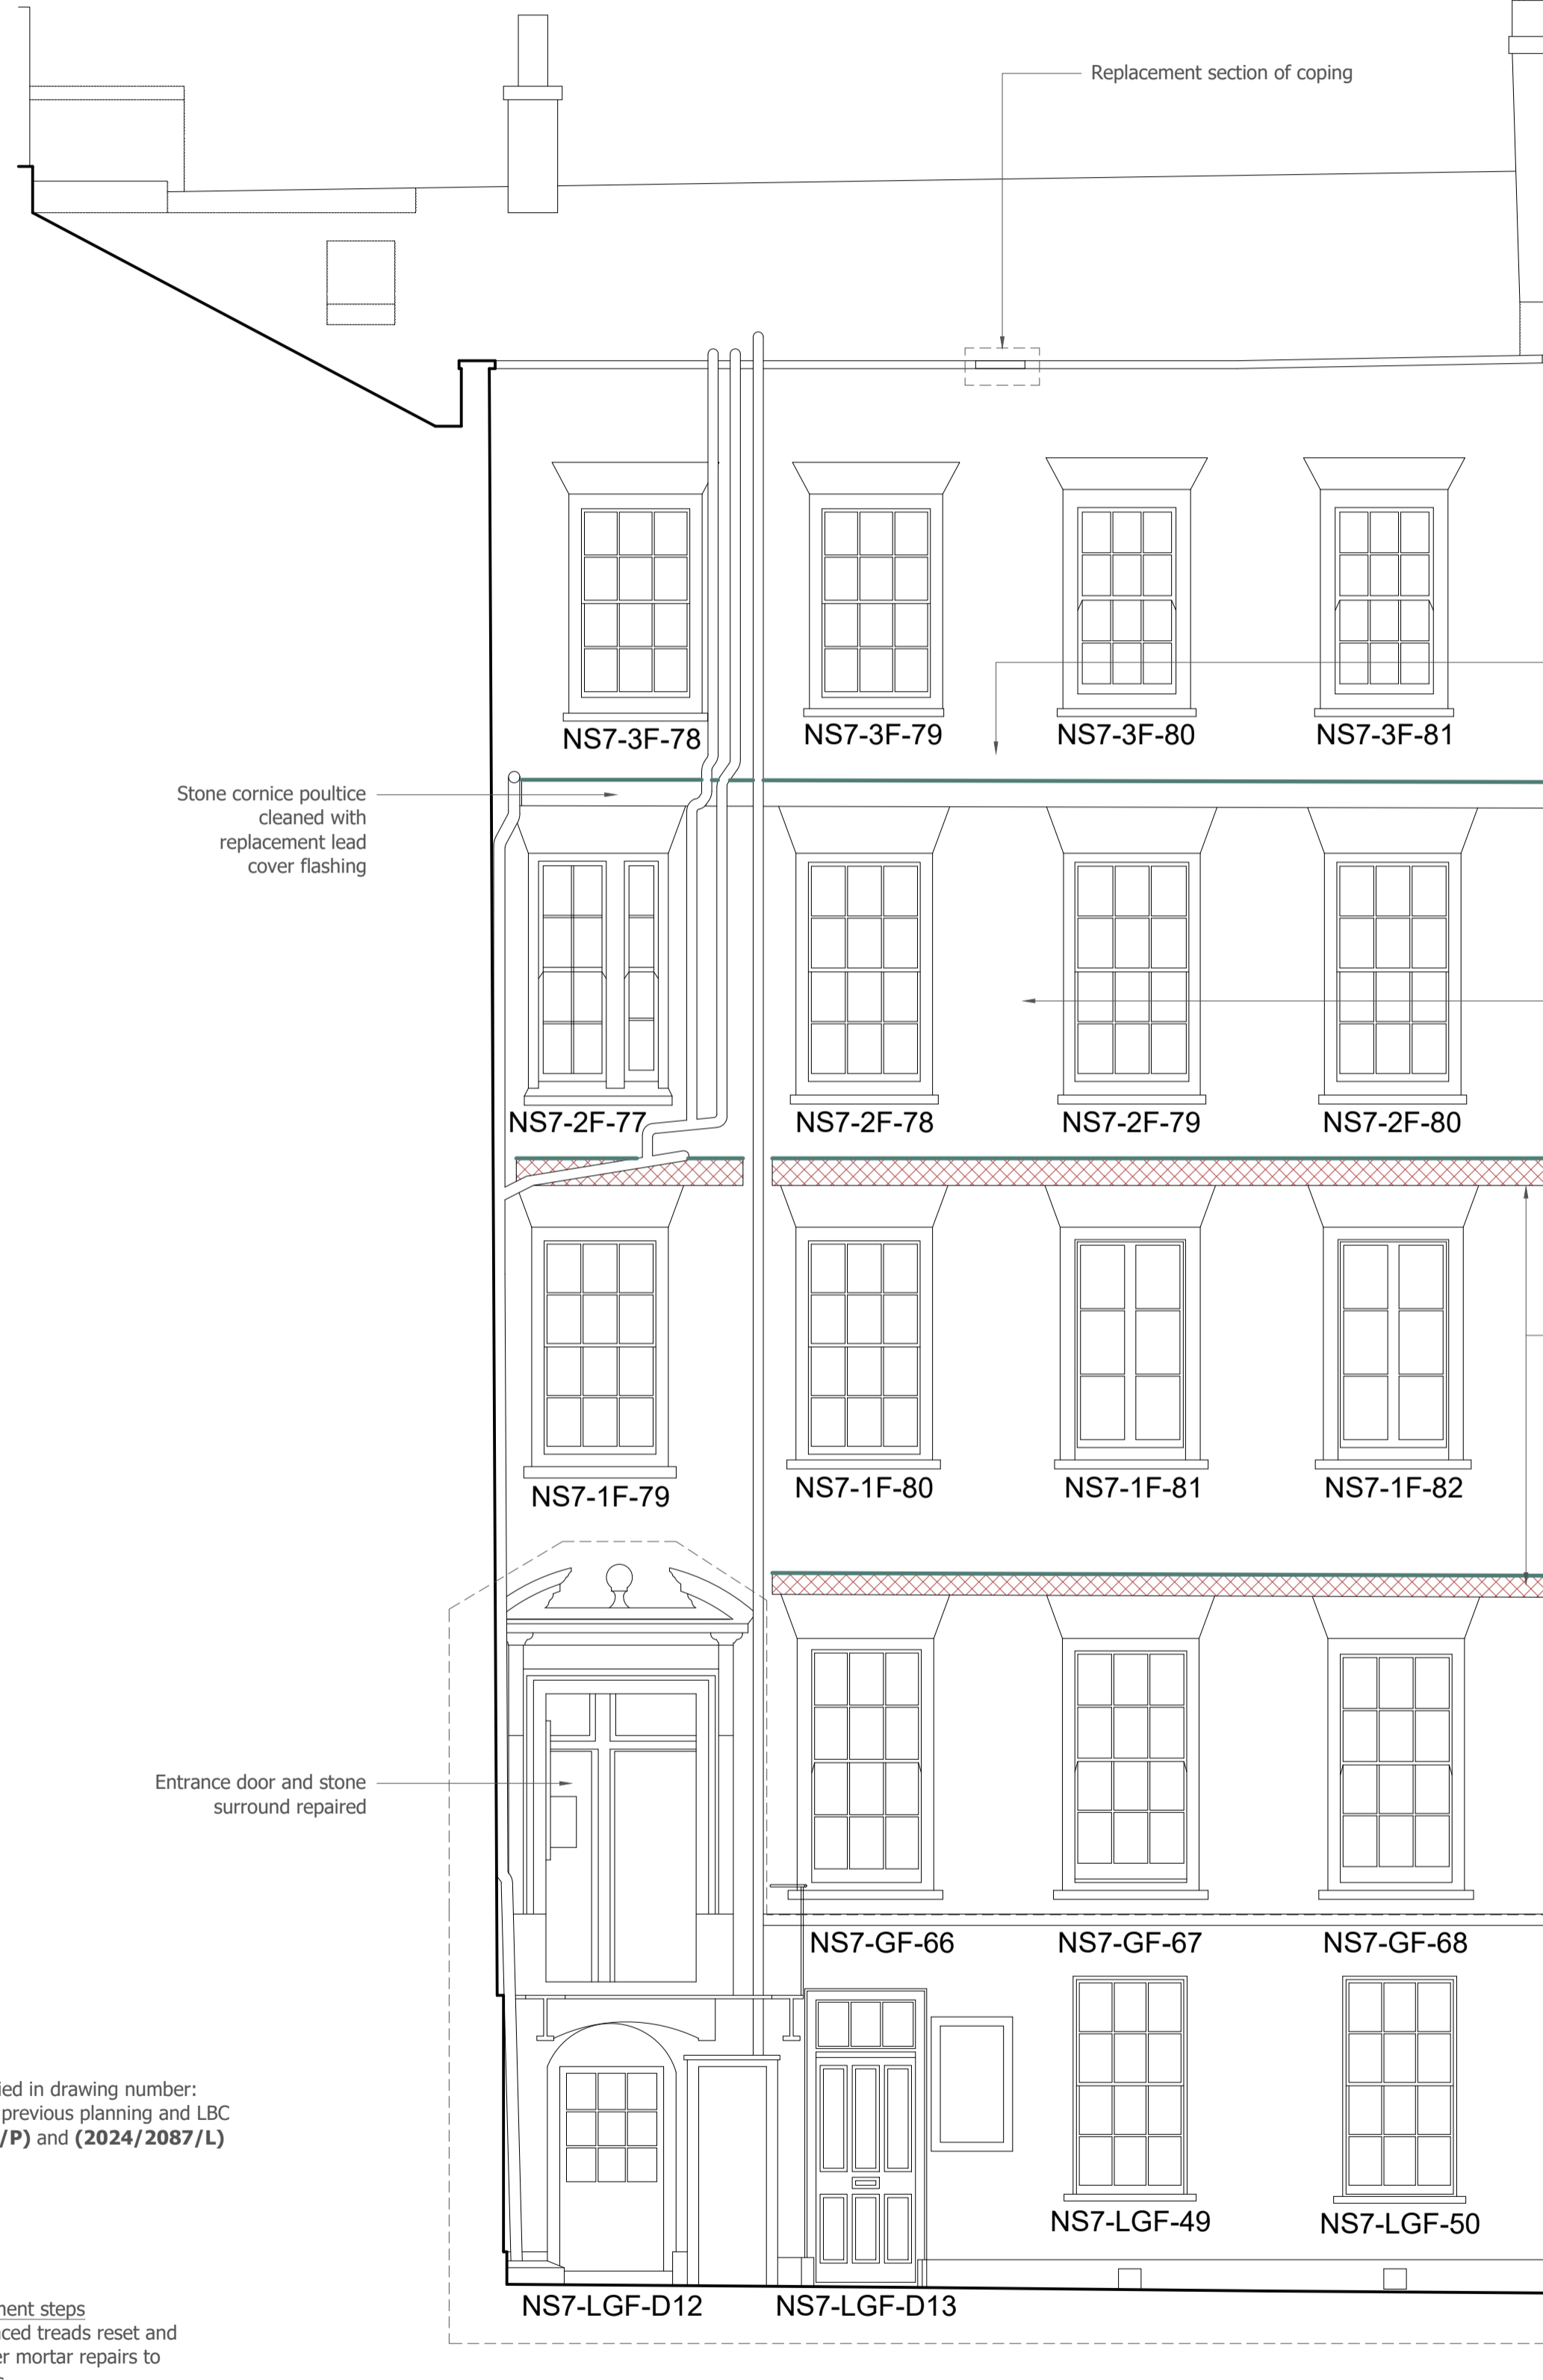 Replacement section of coping
NS7-3F-78
NS7-3F-79
NS7-3F-80
NS7-3F-81
Stone cornice poultice
cleaned with
replacement lead
cover flashing
NS7-2F-77
NS7-2F-78
NS7-2F-79
NS7-2F-80
NS7-1F-79
NS7-1F-80
NS7-1F-81
NS7-1F-82
Entrance door and stone
surround repaired
NS7-GF-66
NS7-GF-67
NS7-GF-68
ied in drawing number:
previous planning and LBC
/P) and (2024/2087/L)
NS7-LGF-49
NS7-LGF-50
NS7-LGF-D12
NS7-LGF-D13
ment steps
aced treads reset and
er mortar repairs to